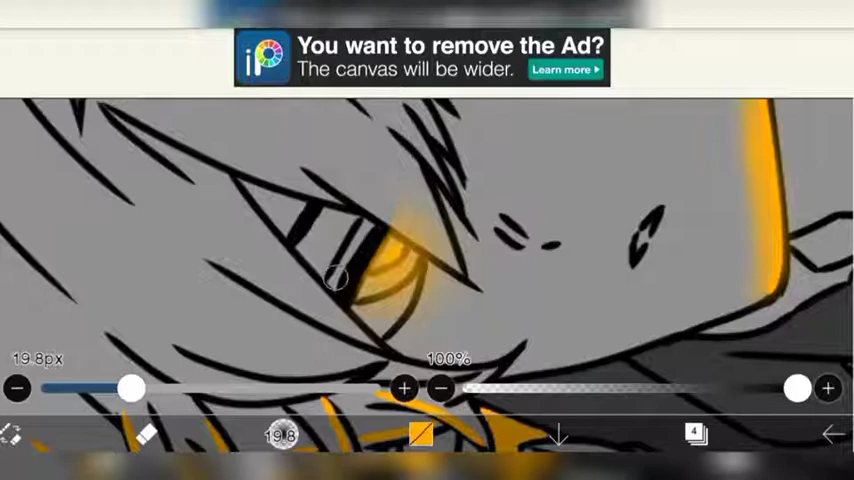 iP
You want to remove the Ad?
The canvas will be wider.
Learn more
19.8px
100%
19.8
4